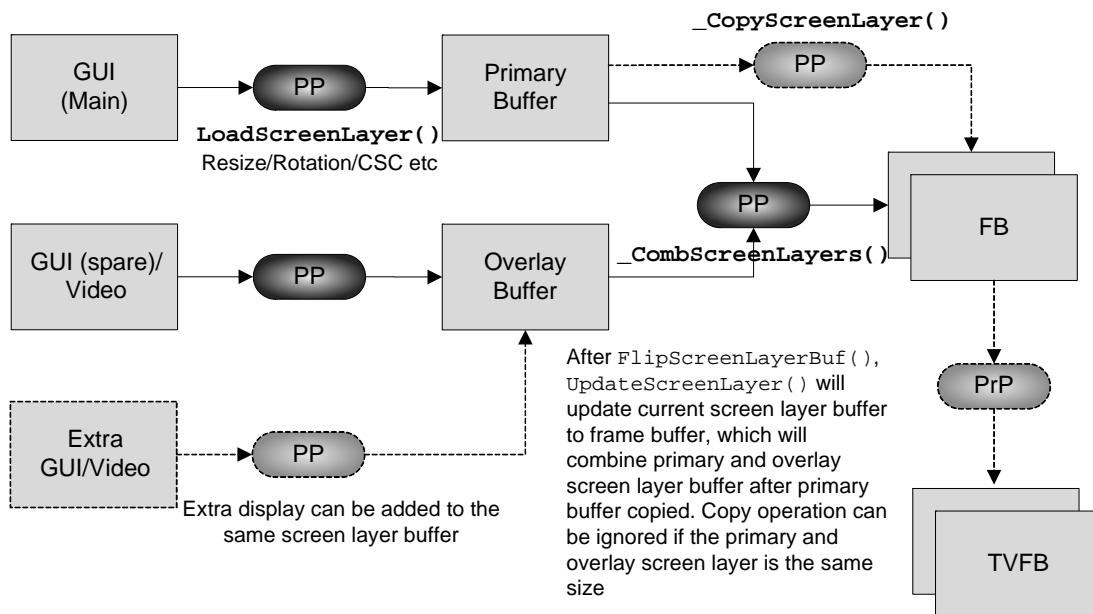 _CopyScreenLayer()
GUI
(Main)
PP
Primary
Buffer
PP
LoadScreenLayer()
Resize/Rotation/CSC etc
PP
FB
_CombScreenLayers()
GUI (spare)/
Video
PP
Overlay
Buffer
After FlipScreenLayerBuf(),
UpdateScreenLayer() will
update current screen layer buffer
to frame buffer, which will
combine primary and overlay
screen layer buffer after primary
buffer copied. Copy operation can
be ignored if the primary and
overlay screen layer is the same
size
PrP
Extra
GUI/Video
PP
Extra display can be added to the
same screen layer buffer
TVFB